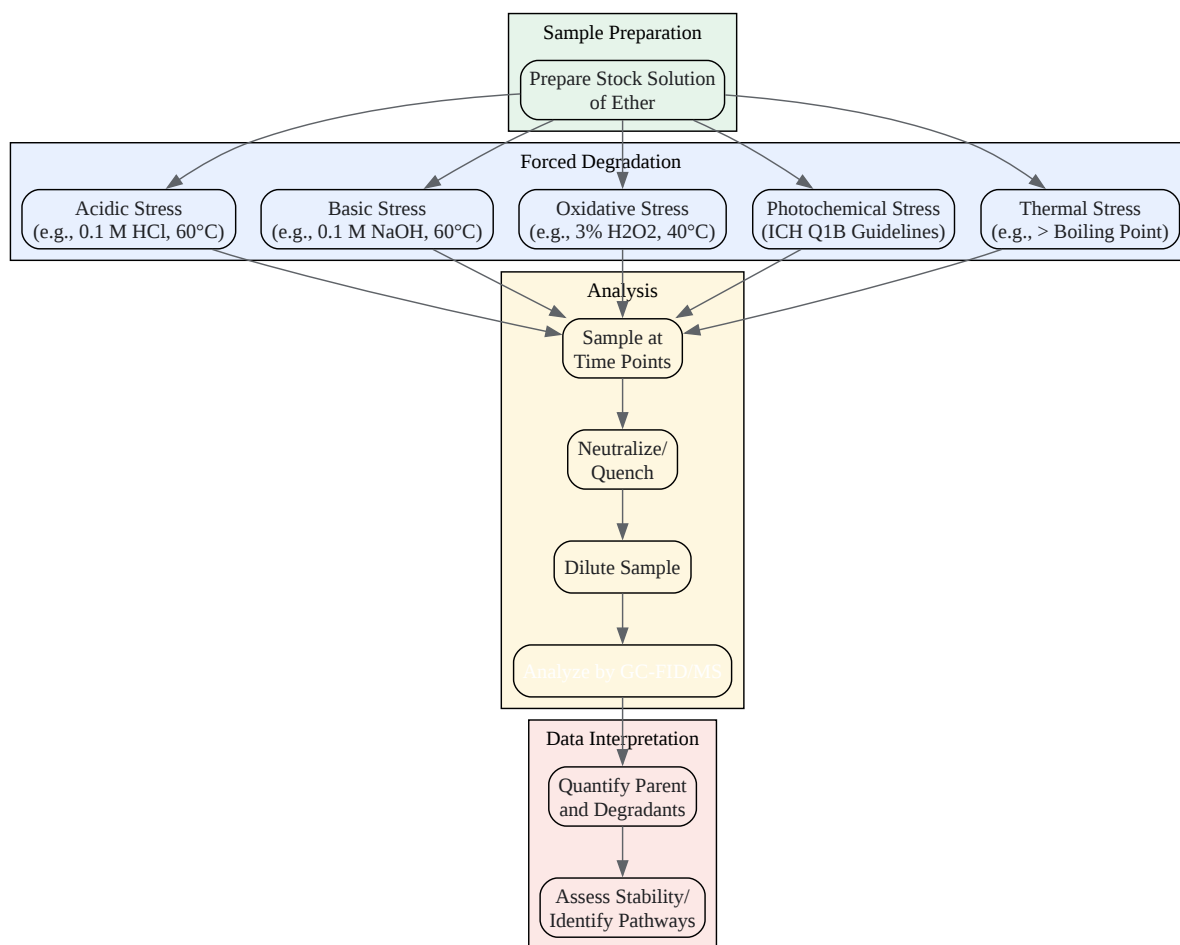 Sample Preparation
Prepare Stock Solution
of Ether
Forced Degradation
Acidic Stress
(e.g., 0.1 M HCl, 60°C)
Basic Stress
(e.g., 0.1 M NaOH, 60°C)
Oxidative Stress
(e.g., 3% H2O2, 40°C)
Photochemical Stress
(ICH Q1B Guidelines)
Thermal Stress
(e.g., > Boiling Point)
Analysis
Sample at
Time Points
Neutralize/
Quench
Dilute Sample
Analyze by GC-FID/MS
Data Interpretation
Quantify Parent
and Degradants
Assess Stability/
Identify Pathways